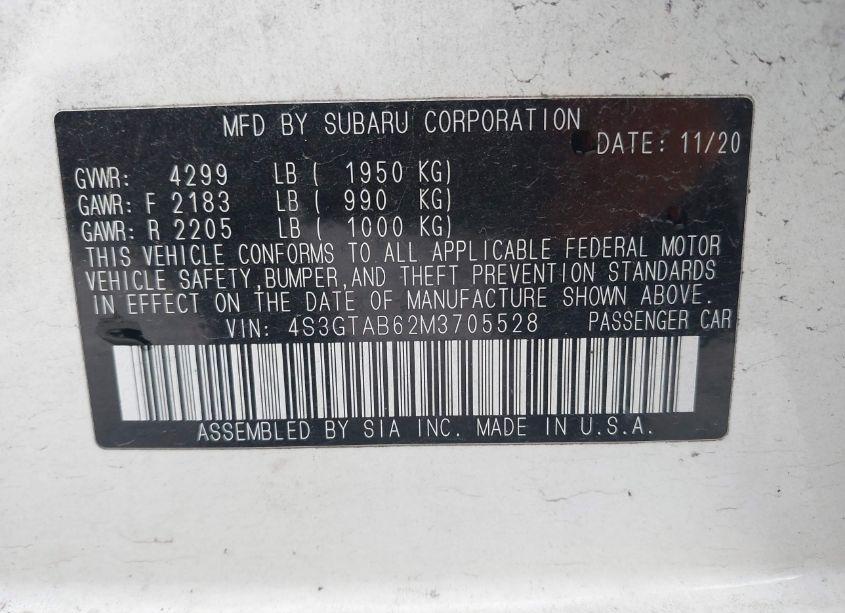 MFD BY SUBARU CORPORATION
DATE: 11/20
GVWR: 4299 LB ( 1950 KG)
GAWR: F 2183 LB ( 990 KG)
GAWR: R 2205 LB ( 1000 KG)
THIS VEHICLE CONFORMS TO ALL APPLICABLE FEDERAL MOTOR
VEHICLE SAFETY,BUMPER,AND THEFT PREVENTION STANDARDS
IN EFFECT ON THE DATE OF MANUFACTURE SHOWN ABOVE.
VIN: 4S3GTAB62M3705528 PASSENGER CAR
ASSEMBLED BY SIA INC. MADE IN U.S.A.